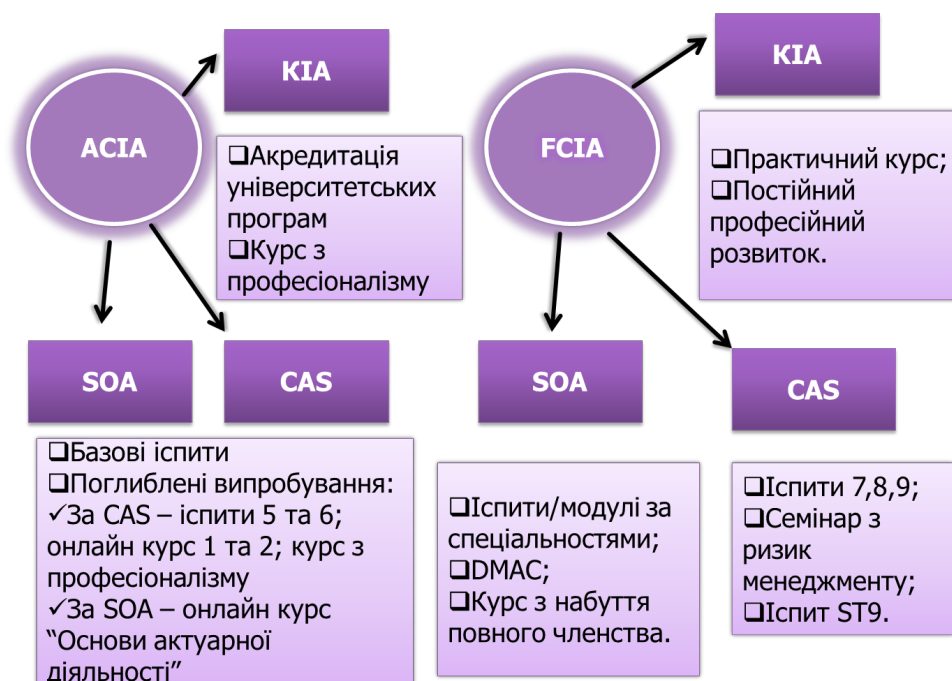 ACIA
КІА
❑Акредитація
університетських
програм
❑Курс з
професіоналізму
SOA
CAS
❑Базові іспити
❑Поглиблені випробування:
✓За CAS – іспити 5 та 6;
онлайн курс 1 та 2; курс з
професіоналізму
✓За SOA – онлайн курс
“Основи актуарної
діяльності”
FCIA
КІА
❑Практичний курс;
❑Постійний
професійний
розвиток.
SOA
❑Іспити/модулі за
спеціальностями;
❑DMAC;
❑Курс з набуття
повного членства.
CAS
❑Іспити 7,8,9;
❑Семінар з
ризик
менеджменту;
❑Іспит ST9.